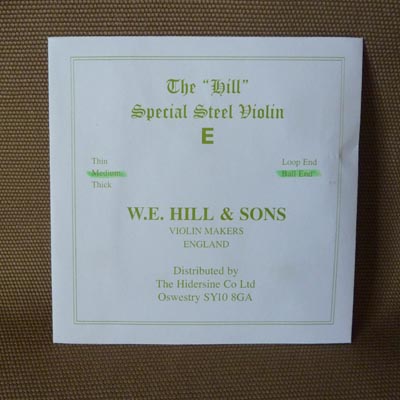 The "Hill"
Special Steel Violin
E
Thin
Medium
Thick
Loop End
Ball End
W.E. HILL & SONS
VIOLIN MAKERS
ENGLAND
Distributed by
The Hidersine Co Ltd
Oswestry SY10 8GA